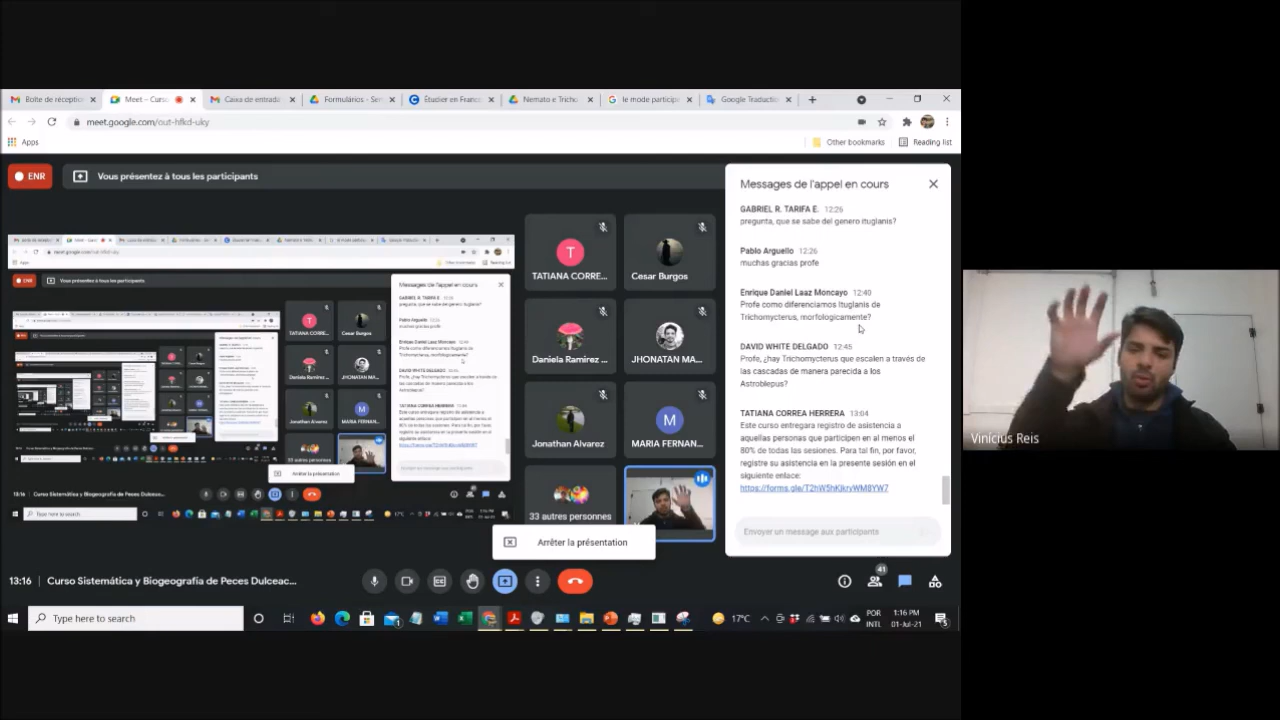 Boîte de réception
Meet – Curso
Caixa de entrada
Formulários - Sem
Étudier en France
Nemato e Tricho
le mode participe
Google Traduction
meet.google.com/out-hfkd-uky
Apps
Other bookmarks
Reading list
ENR
Vous présentez à tous les participants
TATIANA CORRE...
Cesar Burgos
Daniela Ramirez ...
JHONATAN MA...
Jonathan Alvarez
MARIA FERNAN...
33 autres personnes
Messages de l'appel en cours
GABRIEL R. TARIFA E. 12:26
pregunta, que se sabe del genero ituglanis?
Pablo Arguello 12:26
muchas gracias profe
Enrique Daniel Laaz Moncayo 12:40
Profe como diferenciamos Ituglanis de
Trichomycterus, morfologicamente?
DAVID WHITE DELGADO 12:45
Profe, ¿hay Trichomycterus que escalen a través de
las cascadas de manera parecida a los
Astroblepus?
TATIANA CORREA HERRERA 13:04
Este curso entregara registro de asistencia a
aquellas personas que participen en al menos el
80% de todas las sesiones. Para tal fin, por favor,
registre su asistencia en la presente sesión en el
siguiente enlace:
https://forms.gle/T2hW5hKjkryWM8YW7
Envoyer un message aux participants
Arrêter la présentation
13:16 | Curso Sistemática y Biogeografía de Peces Dulceac...
41
Type here to search
17°C
POR
INTL
1:16 PM
01-Jul-21
Vinícius Reis